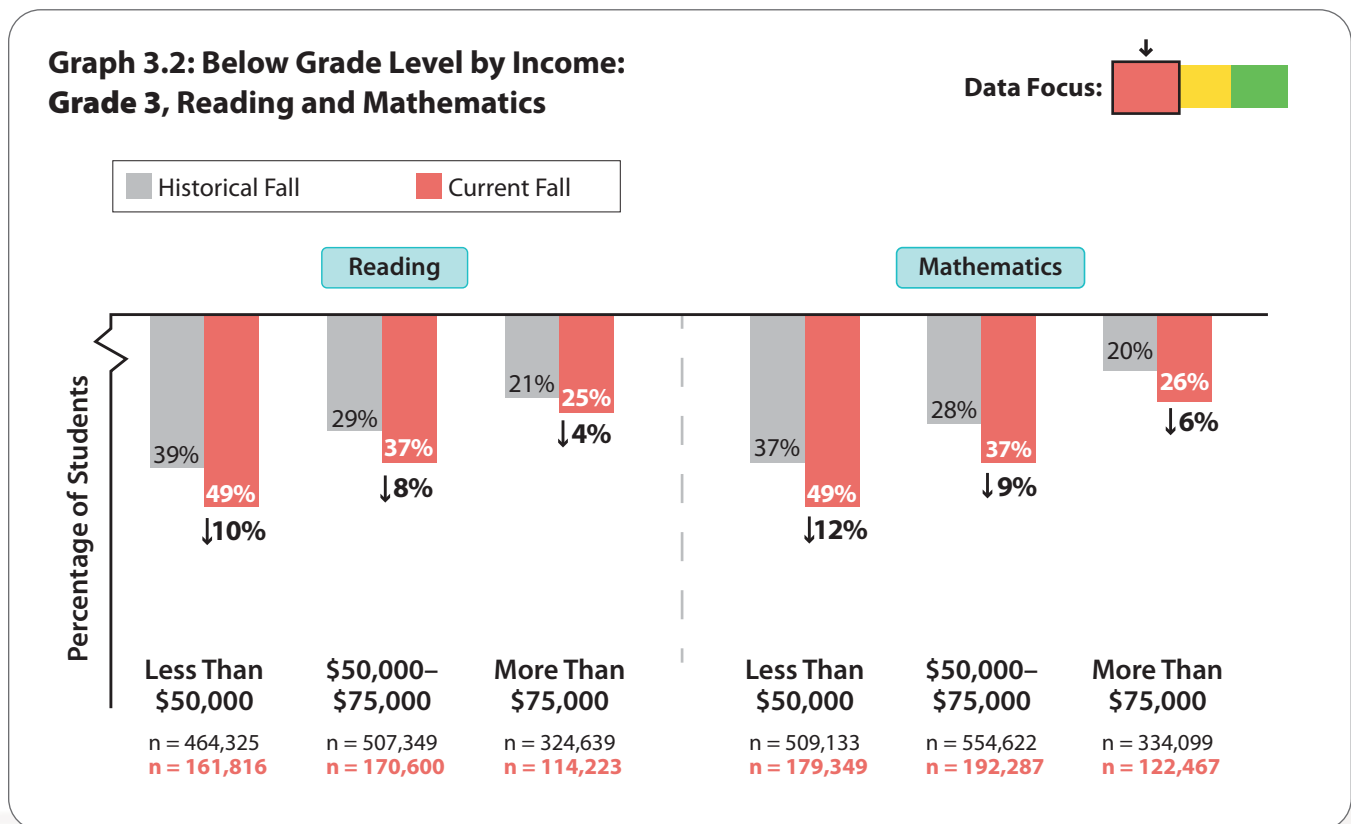 Graph 3.2: Below Grade Level by Income:
Grade 3, Reading and Mathematics
Data Focus:
↓
Historical Fall
Current Fall
Reading
Mathematics
Percentage of Students
39%
49%
↓10%
29%
37%
↓8%
21%
25%
↓4%
37%
49%
↓12%
28%
37%
↓9%
20%
26%
↓6%
Less Than
$50,000
n = 464,325
n = 161,816
$50,000–
$75,000
n = 507,349
n = 170,600
More Than
$75,000
n = 324,639
n = 114,223
Less Than
$50,000
n = 509,133
n = 179,349
$50,000–
$75,000
n = 554,622
n = 192,287
More Than
$75,000
n = 334,099
n = 122,467